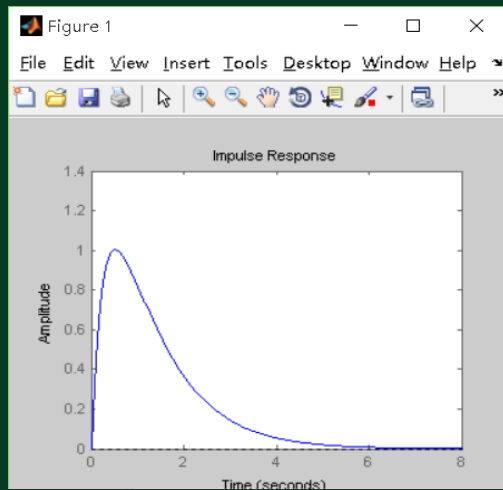 Figure 1
File Edit View Insert Tools Desktop Window Help
Impulse Response
1.4
1.2
1
0.8
0.6
0.4
0.2
0
Amplitude
0 2 4 6 8
Time (seconds)